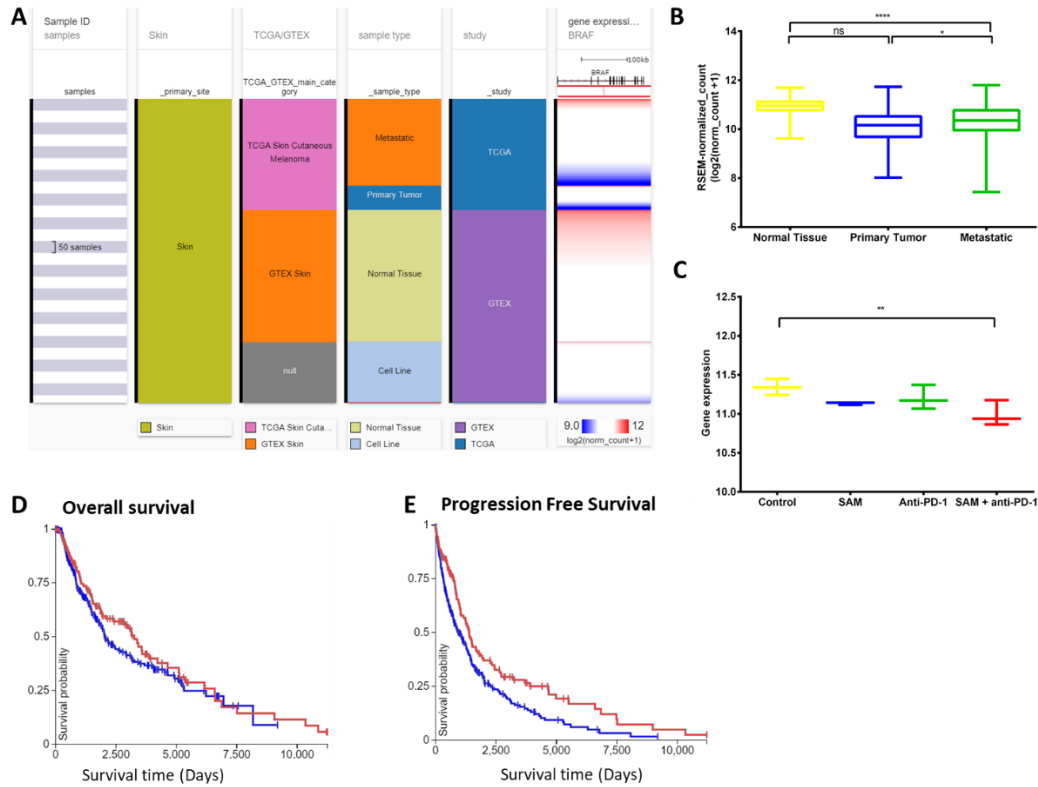 A
Sample ID
samples
samples
50 samples
Skin
_primary_site
Skin
Skin
TCGA/GTEX
TCGA_GTEX_main_cate
gory
TCGA Skin Cutaneous
Melanoma
GTEX Skin
null
TCGA Skin Cuta...
GTEX Skin
sample type
_sample_type
Metastatic
Primary Tumor
Normal Tissue
Cell Line
Normal Tissue
Cell Line
study
_study
TCGA
GTEX
GTEX
TCGA
gene expressi...
BRAF
100kb
BRAF
9.0
12
log2(norm_count+1)
B
RSEM-normalized_count
(log2(norm_count +1)
14
12
10
8
6
****
ns
*
Normal Tissue
Primary Tumor
Metastatic
C
Gene expression
12.5
12.0
11.5
11.0
10.5
**
Control
SAM
Anti-PD-1
SAM + anti-PD-1
D
Overall survival
Survival probability
1
0.75
0.5
0.25
0
0
2,500
5,000
7,500
10,000
Survival time (Days)
E
Progression Free Survival
Survival probability
1
0.75
0.5
0.25
0
0
2,500
5,000
7,500
10,000
Survival time (Days)